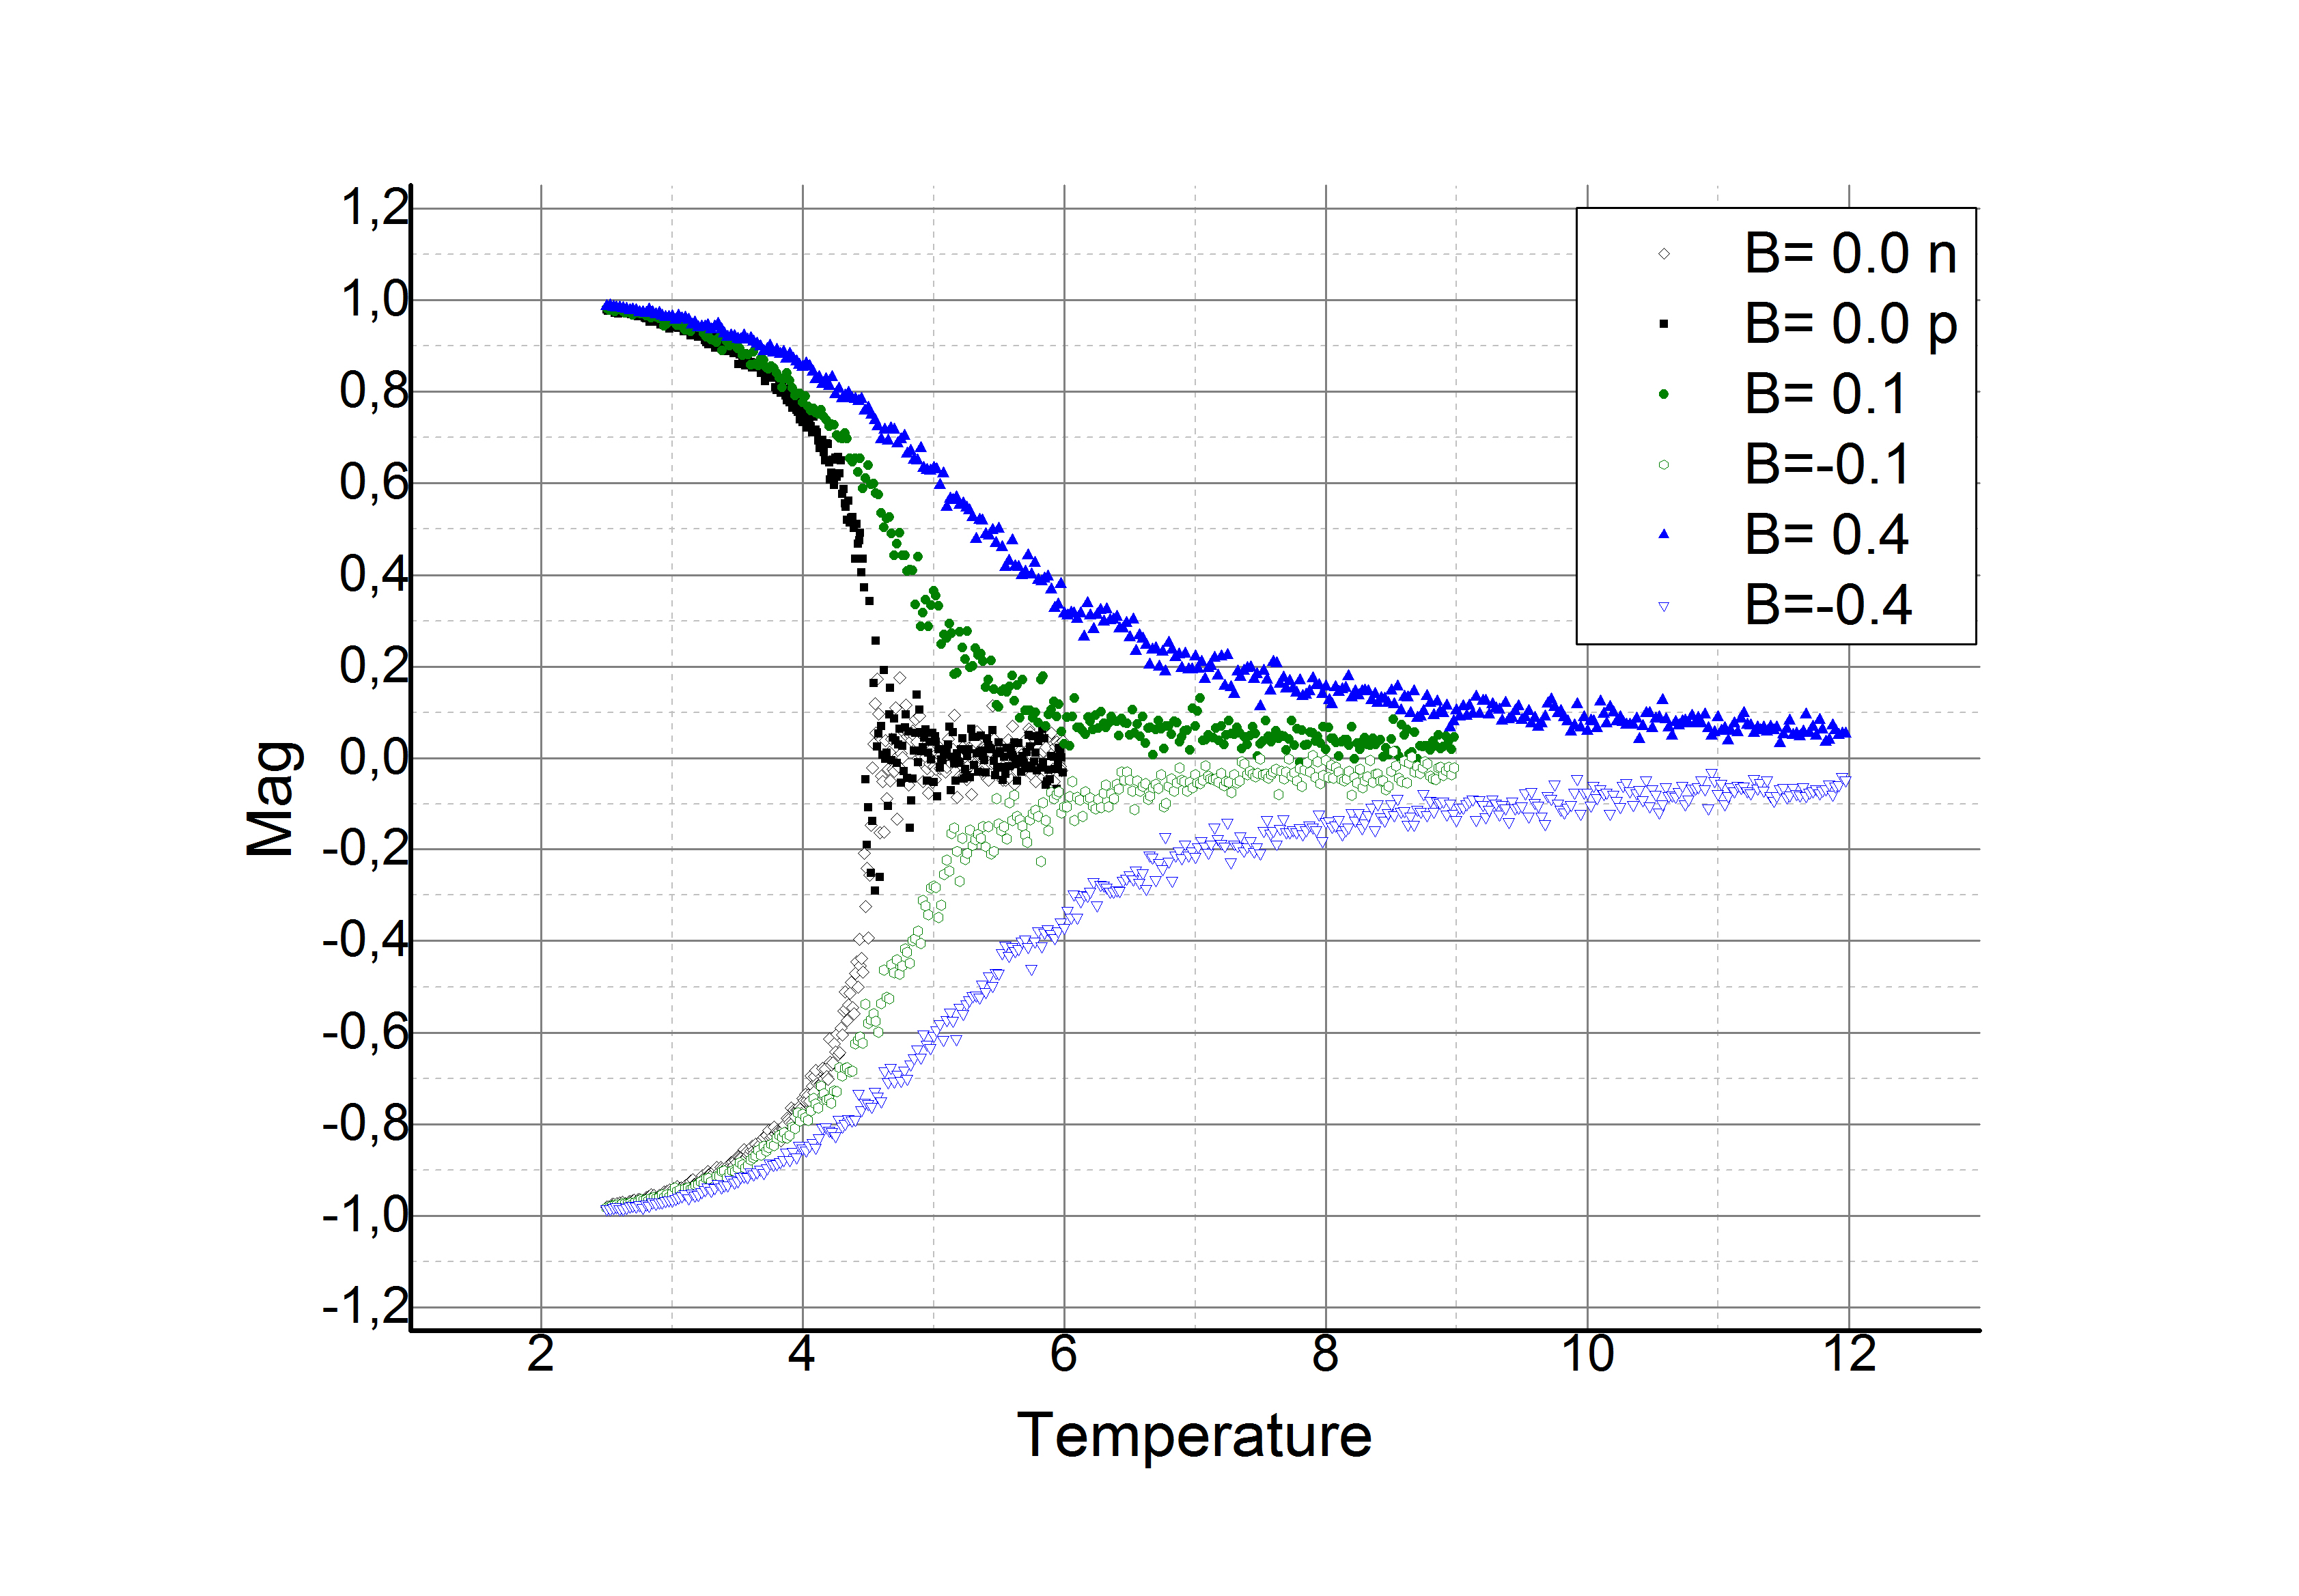 1,2
1,0
0,8
0,6
0,4
0,2
0,0
-0,2
-0,4
-0,6
-0,8
-1,0
-1,2
Mag
2 4 6 8 10 12
Temperature
B= 0.0 n
B= 0.0 p
B= 0.1
B=-0.1
B= 0.4
B=-0.4